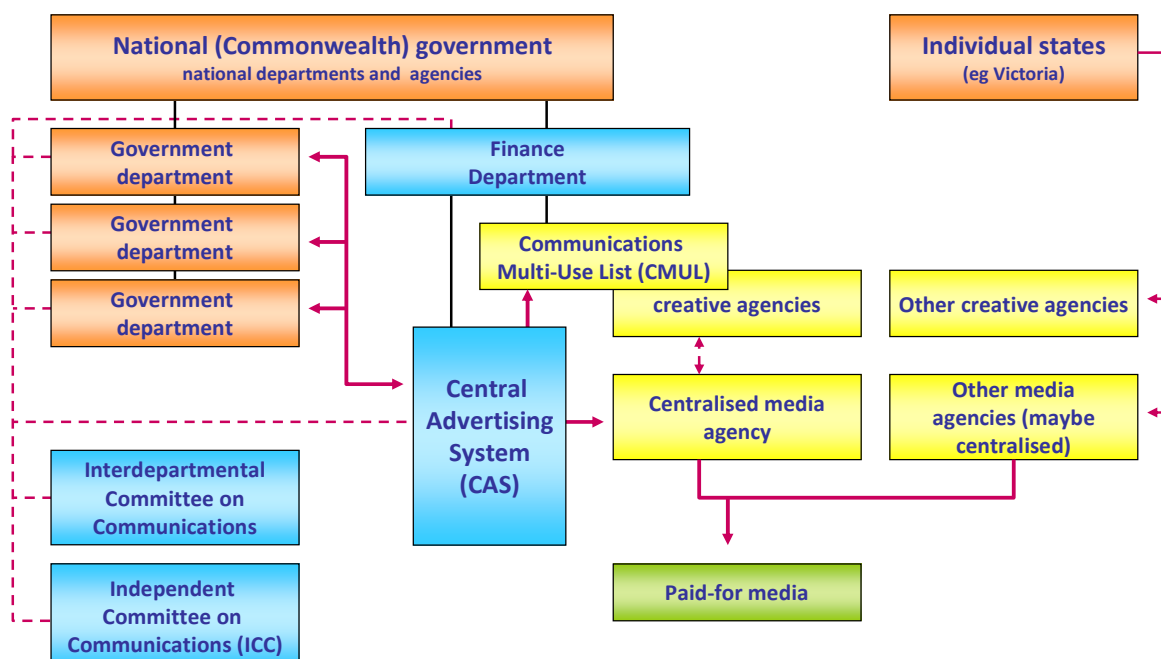 National (Commonwealth) government
national departments and agencies
Individual states
(eg Victoria)
Government
department
Finance
Department
Government
department
Communications
Multi-Use List (CMUL)
Government
department
creative agencies
Other creative agencies
Central
Advertising
System
(CAS)
Centralised media
agency
Other media
agencies (maybe
centralised)
Interdepartmental
Committee on
Communications
Independent
Committee on
Communications (ICC)
Paid-for media